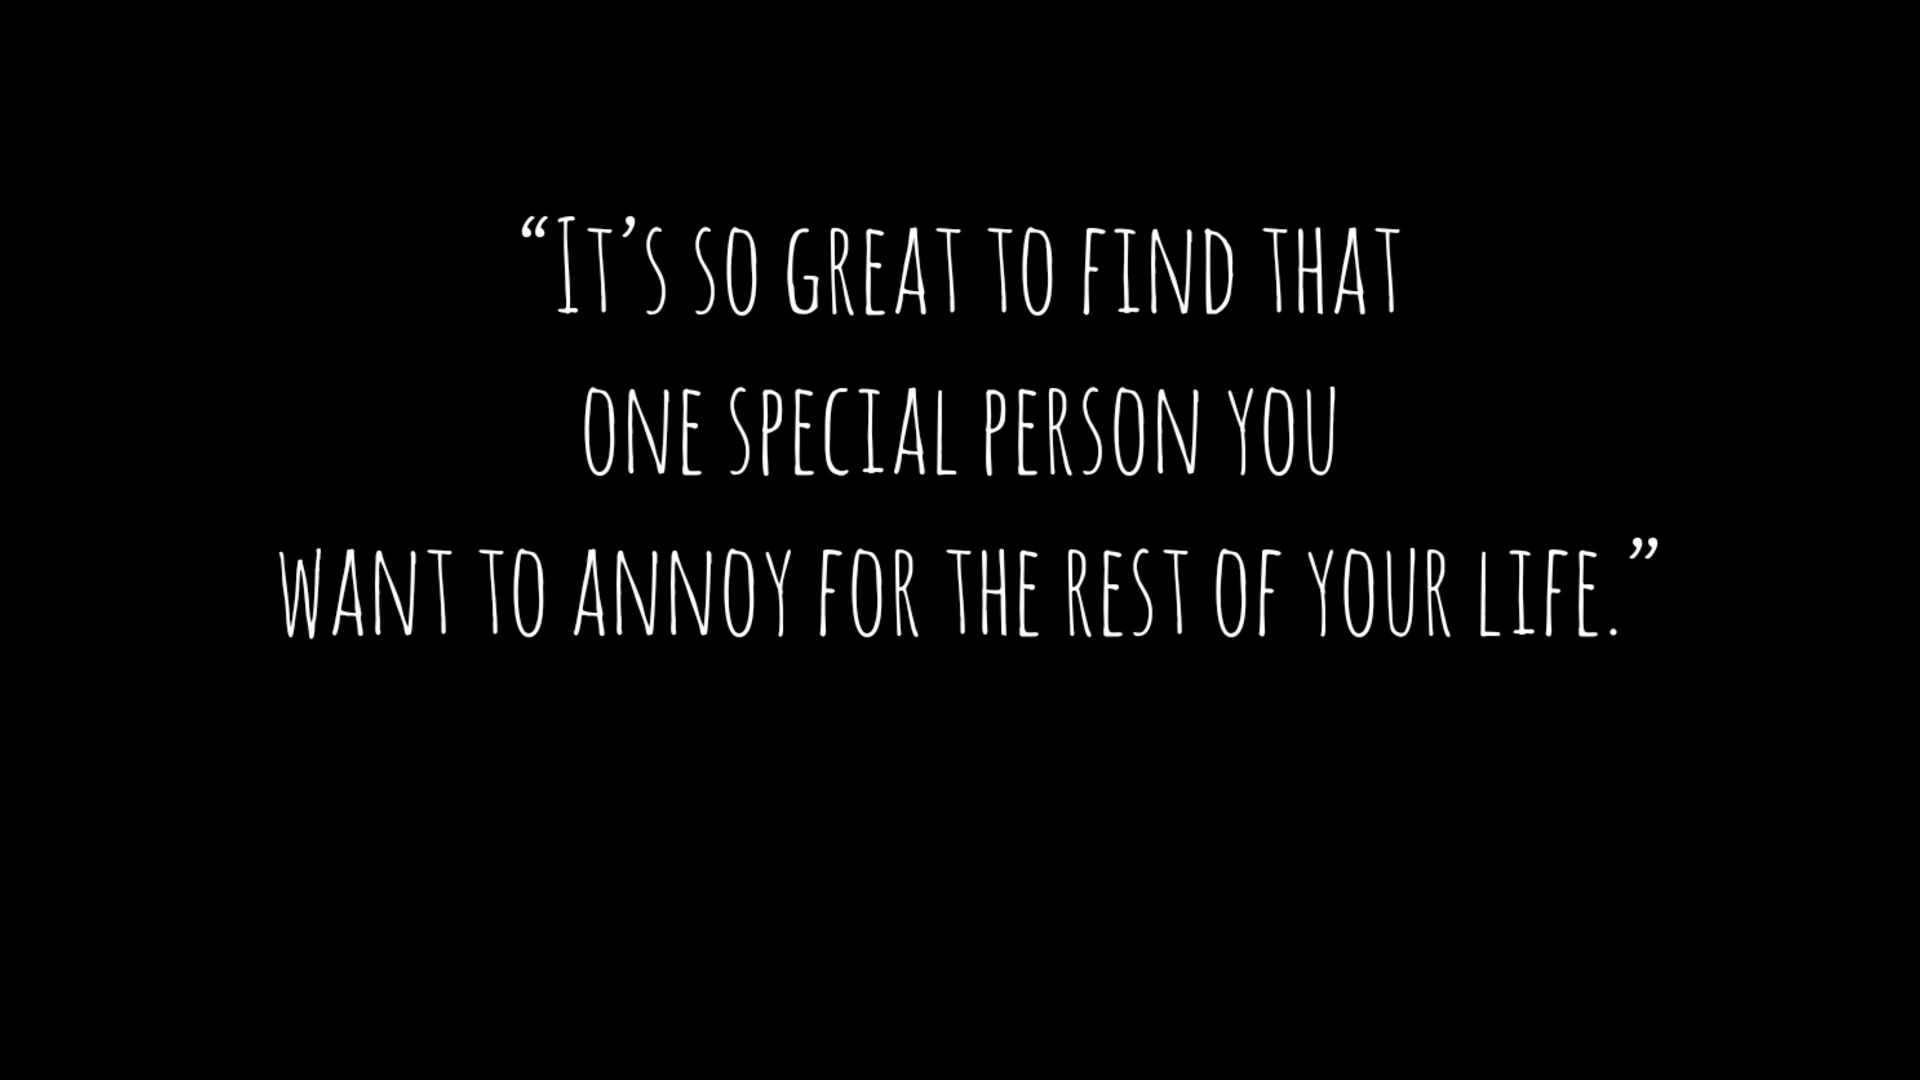 “It’s so great to find that
one special person you
want to annoy for the rest of your life.”